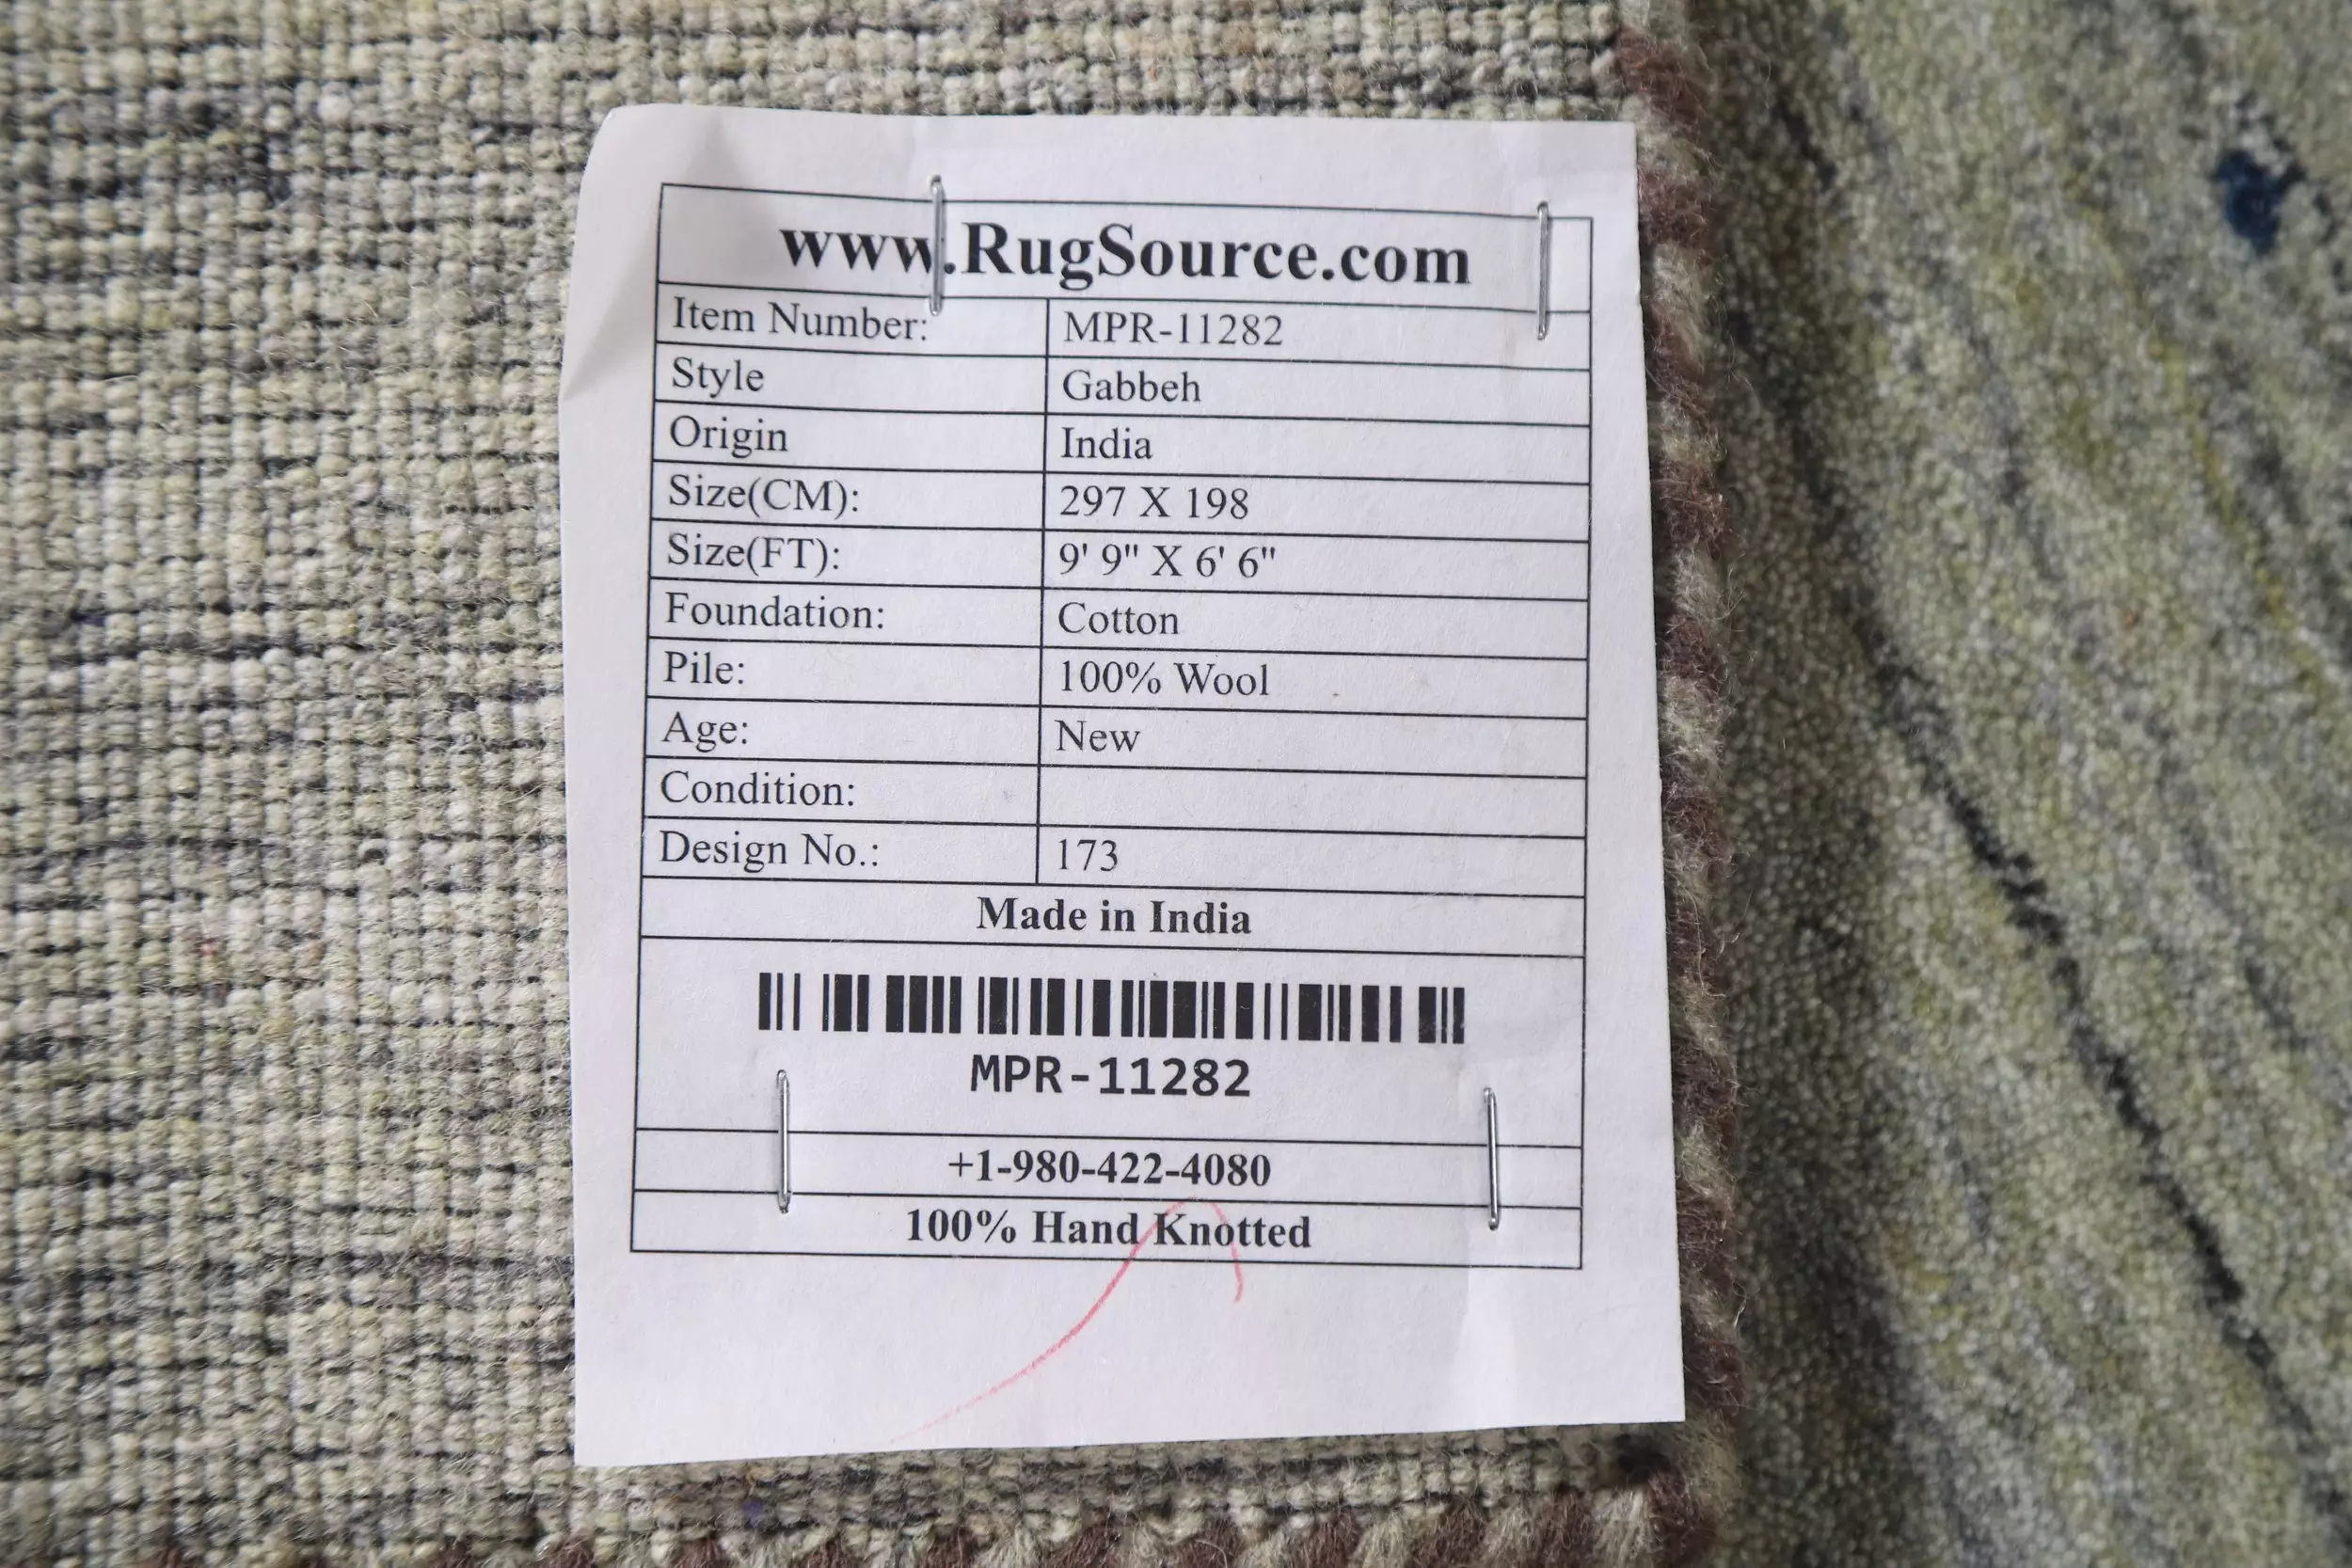 www.RugSource.com
Item Number: MPR-11282
Style Gabbeh
Origin India
Size(CM): 297 X 198
Size(FT): 9' 9" X 6' 6"
Foundation: Cotton
Pile: 100% Wool
Age: New
Condition:
Design No.: 173
Made in India
MPR-11282
+1-980-422-4080
100% Hand Knotted